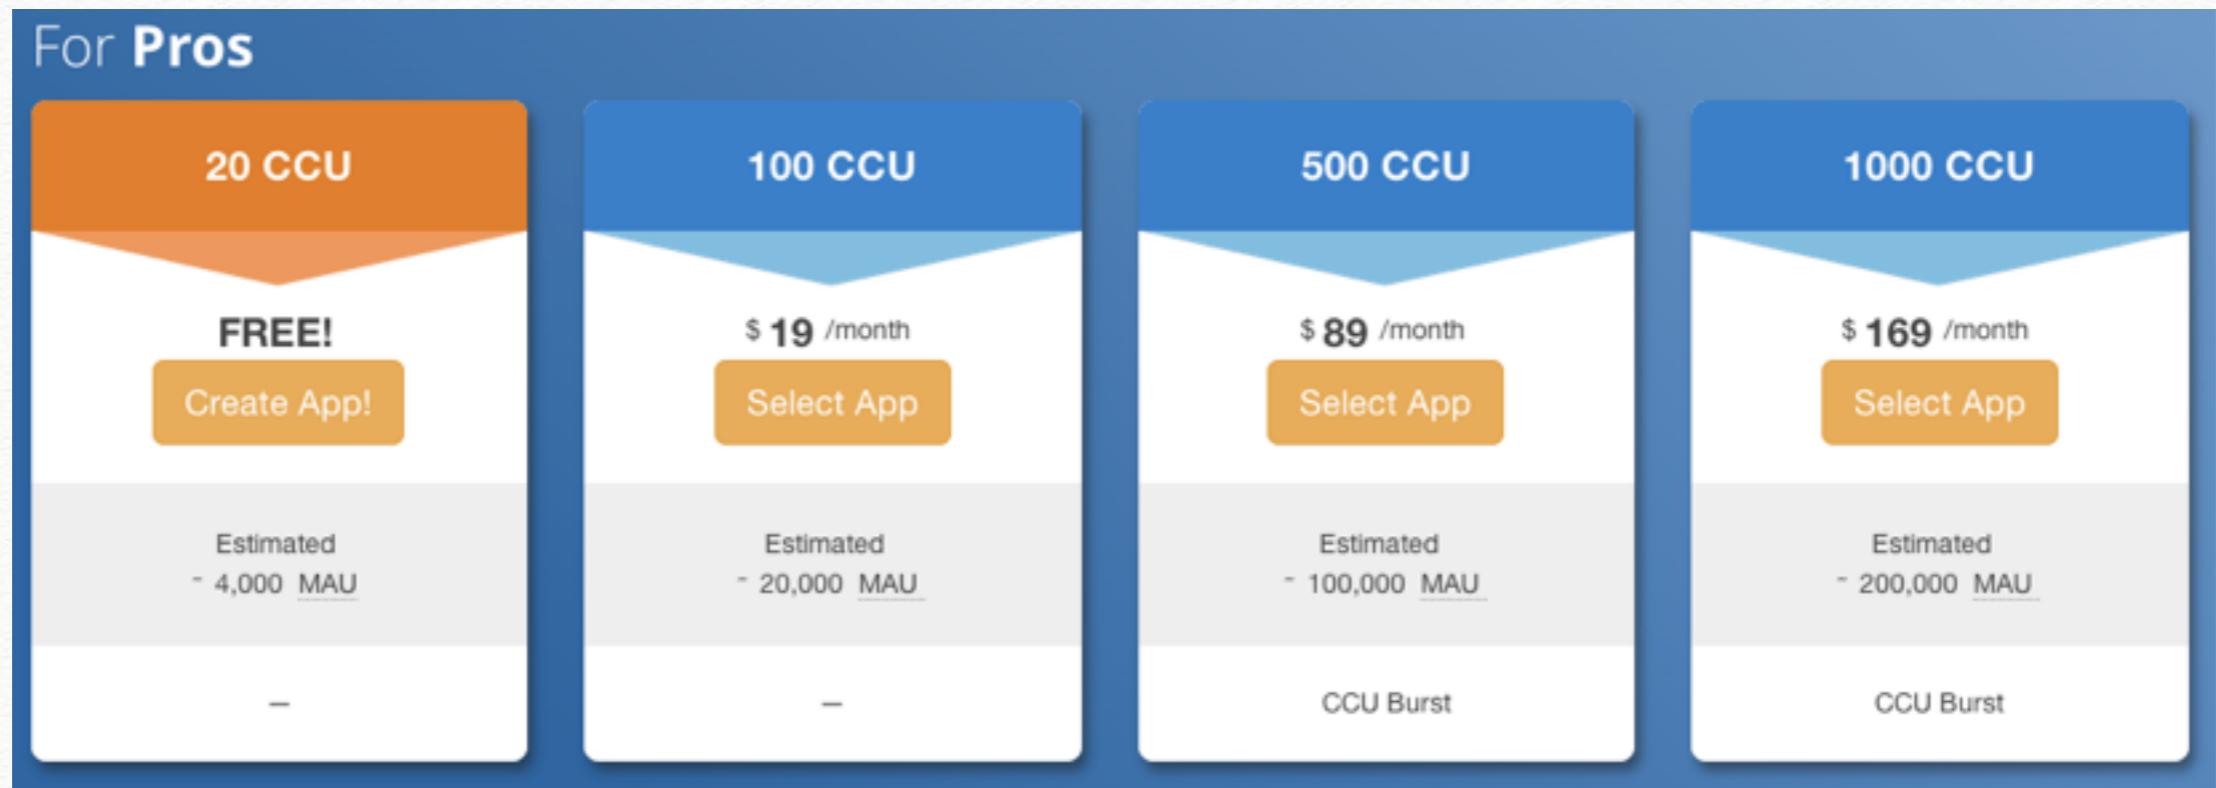 For Pros
20 CCU
FREE!
Create App!
Estimated
~ 4,000 MAU
–
100 CCU
$ 19 /month
Select App
Estimated
~ 20,000 MAU
–
500 CCU
$ 89 /month
Select App
Estimated
~ 100,000 MAU
CCU Burst
1000 CCU
$ 169 /month
Select App
Estimated
~ 200,000 MAU
CCU Burst